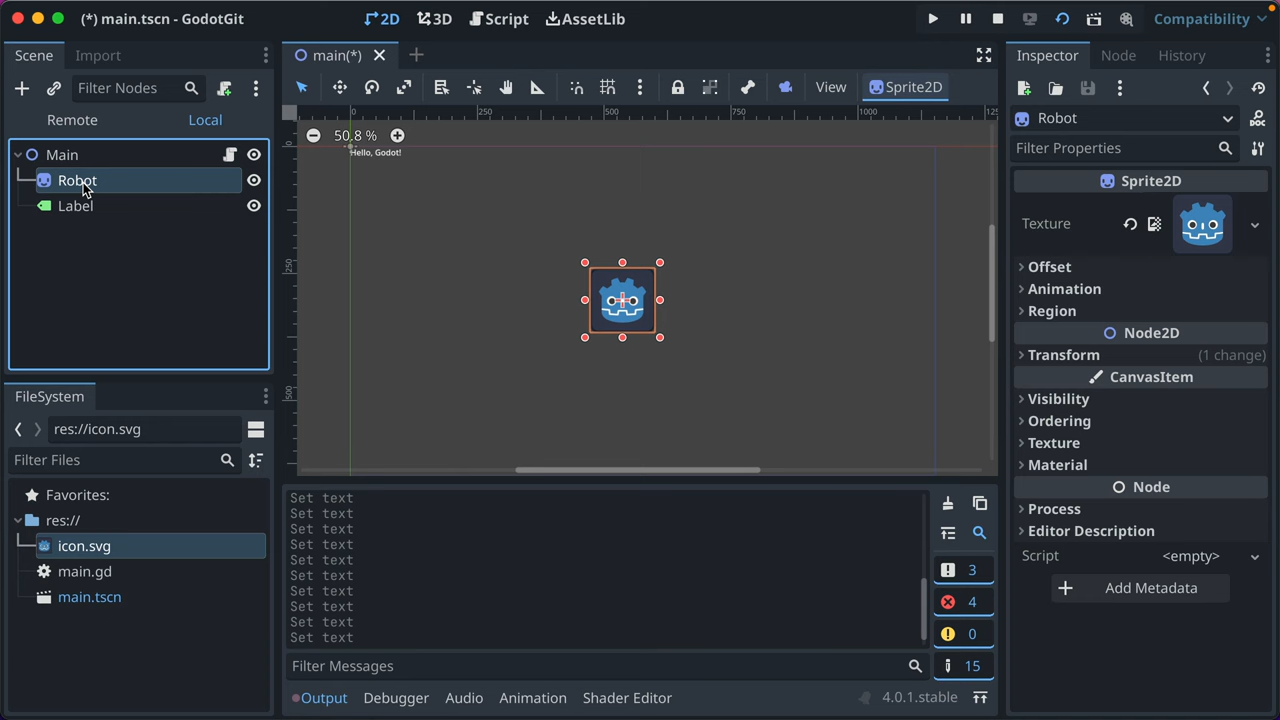 (*) main.tscn - GodotGit
2D
3D
Script
AssetLib
Compatibility
Scene
Import
Filter Nodes
Remote
Local
Main
Robot
Label
FileSystem
res://icon.svg
Filter Files
Favorites:
res://
icon.svg
main.gd
main.tscn
main(*)
View
Sprite2D
0
250
500
750
1000
125
0
250
500
50.8 %
Hello, Godot!
Set text
Set text
Set text
Set text
Set text
Set text
Set text
Set text
Set text
Set text
3
4
0
15
Filter Messages
Output
Debugger
Audio
Animation
Shader Editor
4.0.1.stable
Inspector
Node
History
Robot
Filter Properties
Sprite2D
Texture
Offset
Animation
Region
Node2D
Transform (1 change)
CanvasItem
Visibility
Ordering
Texture
Material
Node
Process
Editor Description
Script <empty>
Add Metadata